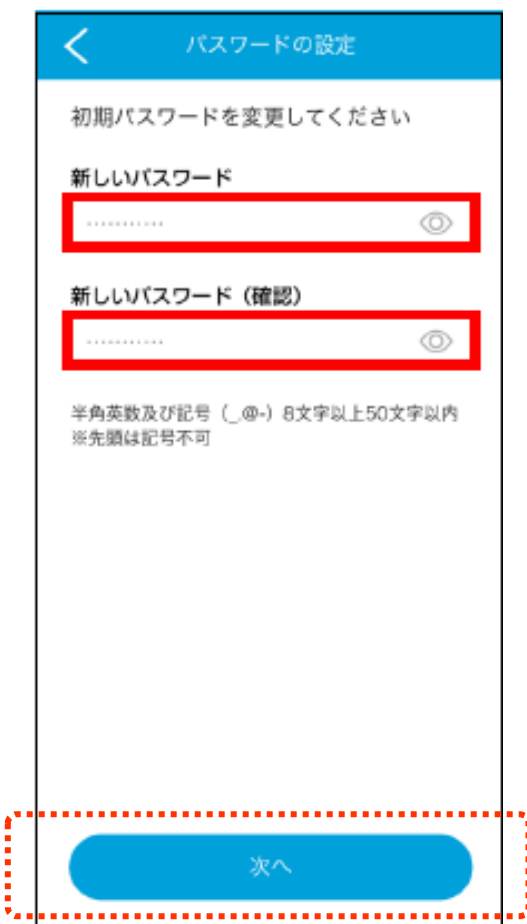 パスワードの設定
初期パスワードを変更してください
新しいパスワード
...........
新しいパスワード（確認）
...........
半角英数及び記号（_@-）8文字以上50文字以内
※先頭は記号不可
次へ